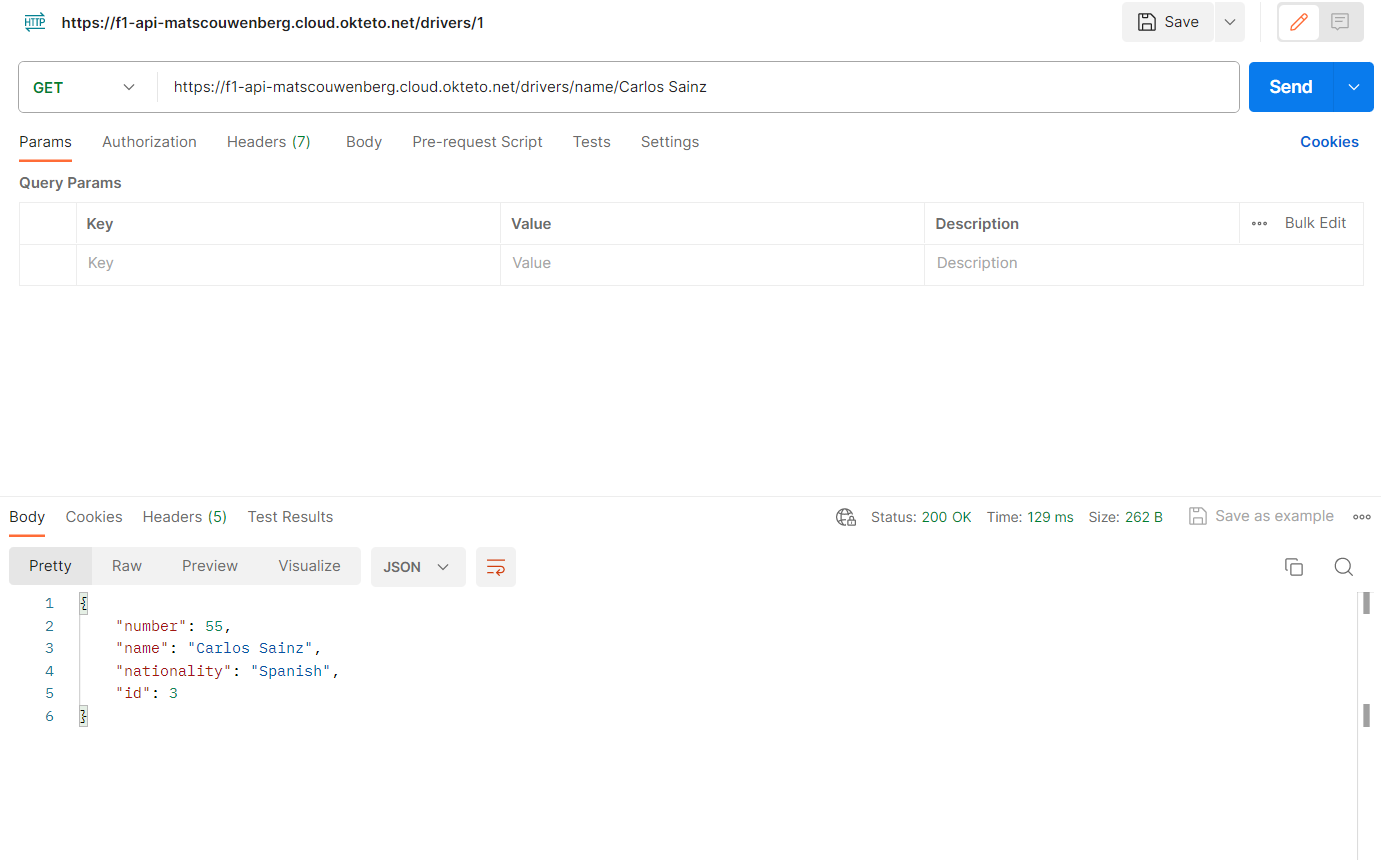 HTTP https://f1-api-matscouwenberg.cloud.okteto.net/drivers/1 Save
GET https://f1-api-matscouwenberg.cloud.okteto.net/drivers/name/Carlos Sainz Send
Params Authorization Headers (7) Body Pre-request Script Tests Settings Cookies
Query Params
Key Value Description Bulk Edit
Key Value Description
Body Cookies Headers (5) Test Results Status: 200 OK Time: 129 ms Size: 262 B Save as example
Pretty Raw Preview Visualize JSON
1 {
2 "number": 55,
3 "name": "Carlos Sainz",
4 "nationality": "Spanish",
5 "id": 3
6 }